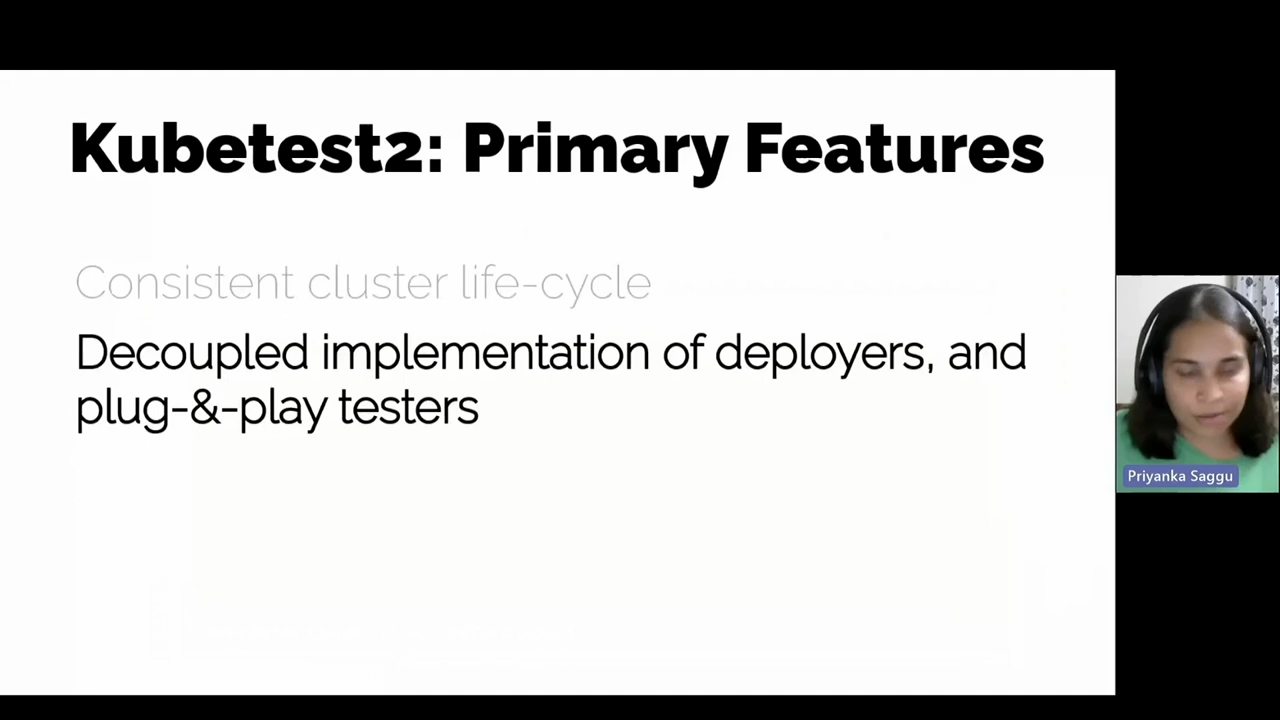 Kubetest2: Primary Features
Consistent cluster life-cycle
Decoupled implementation of deployers, and
plug-&-play testers
Priyanka Saggu